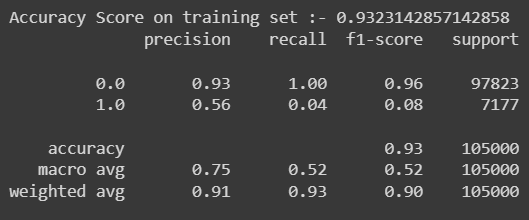 Accuracy Score on training set :- 0.9323142857142858
precision recall f1-score support
0.0 0.93 1.00 0.96 97823
1.0 0.56 0.04 0.08 7177
accuracy 0.93 105000
macro avg 0.75 0.52 0.52 105000
weighted avg 0.91 0.93 0.90 105000